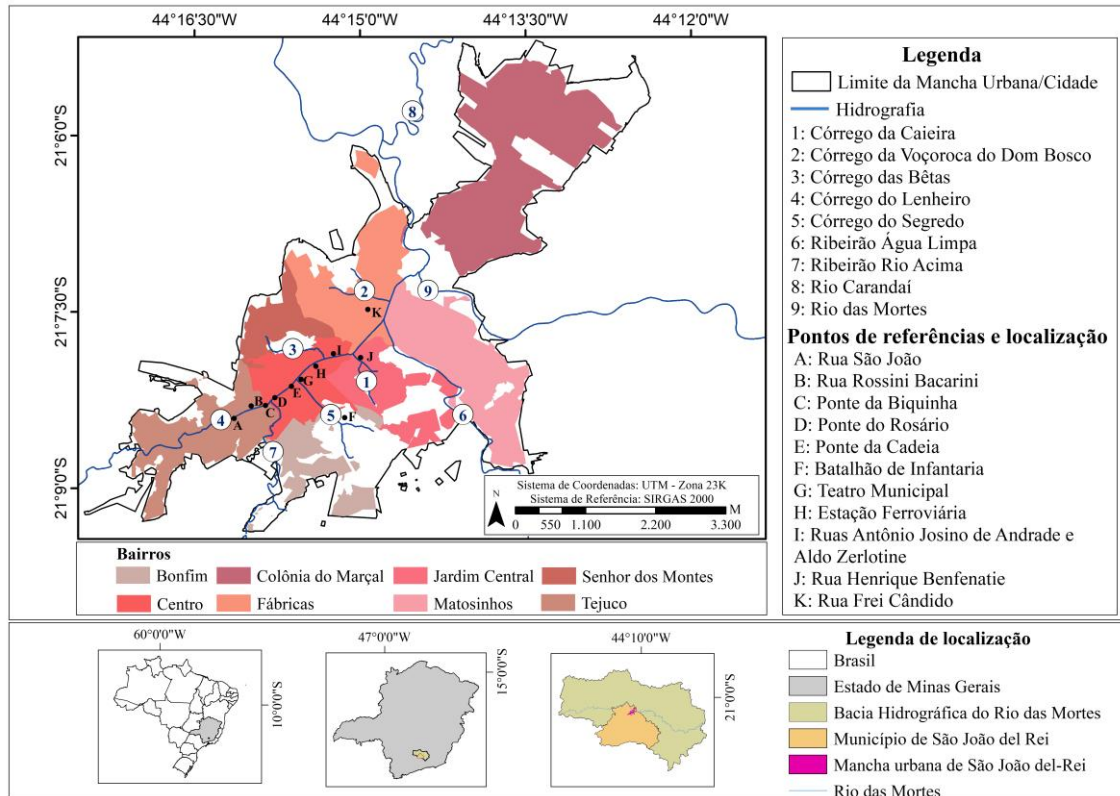 44°16'30"W 44°15'0"W 44°13'30"W 44°12'0"W
21°6'0"S
21°7'30"S
21°9'0"S
8
2
9
K
3
I
J
H
G
1
E
D
B
C
4
A
5
F
6
7
Sistema de Coordenadas: UTM - Zona 23K
Sistema de Referência: SIRGAS 2000
N
M
0 550 1.100 2.200 3.300
Legenda
Limite da Mancha Urbana/Cidade
Hidrografia
1: Córrego da Caieira
2: Córrego da Voçoroca do Dom Bosco
3: Córrego das Bêtas
4: Córrego do Lenheiro
5: Córrego do Segredo
6: Ribeirão Água Limpa
7: Ribeirão Rio Acima
8: Rio Carandaí
9: Rio das Mortes
Pontos de referências e localização
A: Rua São João
B: Rua Rossini Bacarini
C: Ponte da Biquinha
D: Ponte do Rosário
E: Ponte da Cadeia
F: Batalhão de Infantaria
G: Teatro Municipal
H: Estação Ferroviária
I: Ruas Antônio Josino de Andrade e
Aldo Zerlotine
J: Rua Henrique Benfenatie
K: Rua Frei Cândido
Bairros
Bonfim Colônia do Marçal Jardim Central Senhor dos Montes
Centro Fábricas Matosinhos Tejuco
60°0'0"W
10°0'0"S
47°0'0"W
15°0'0"S
44°10'0"W
21°0'0"S
Legenda de localização
Brasil
Estado de Minas Gerais
Bacia Hidrográfica do Rio das Mortes
Município de São João del Rei
Mancha urbana de São João del-Rei
Rio das Mortes